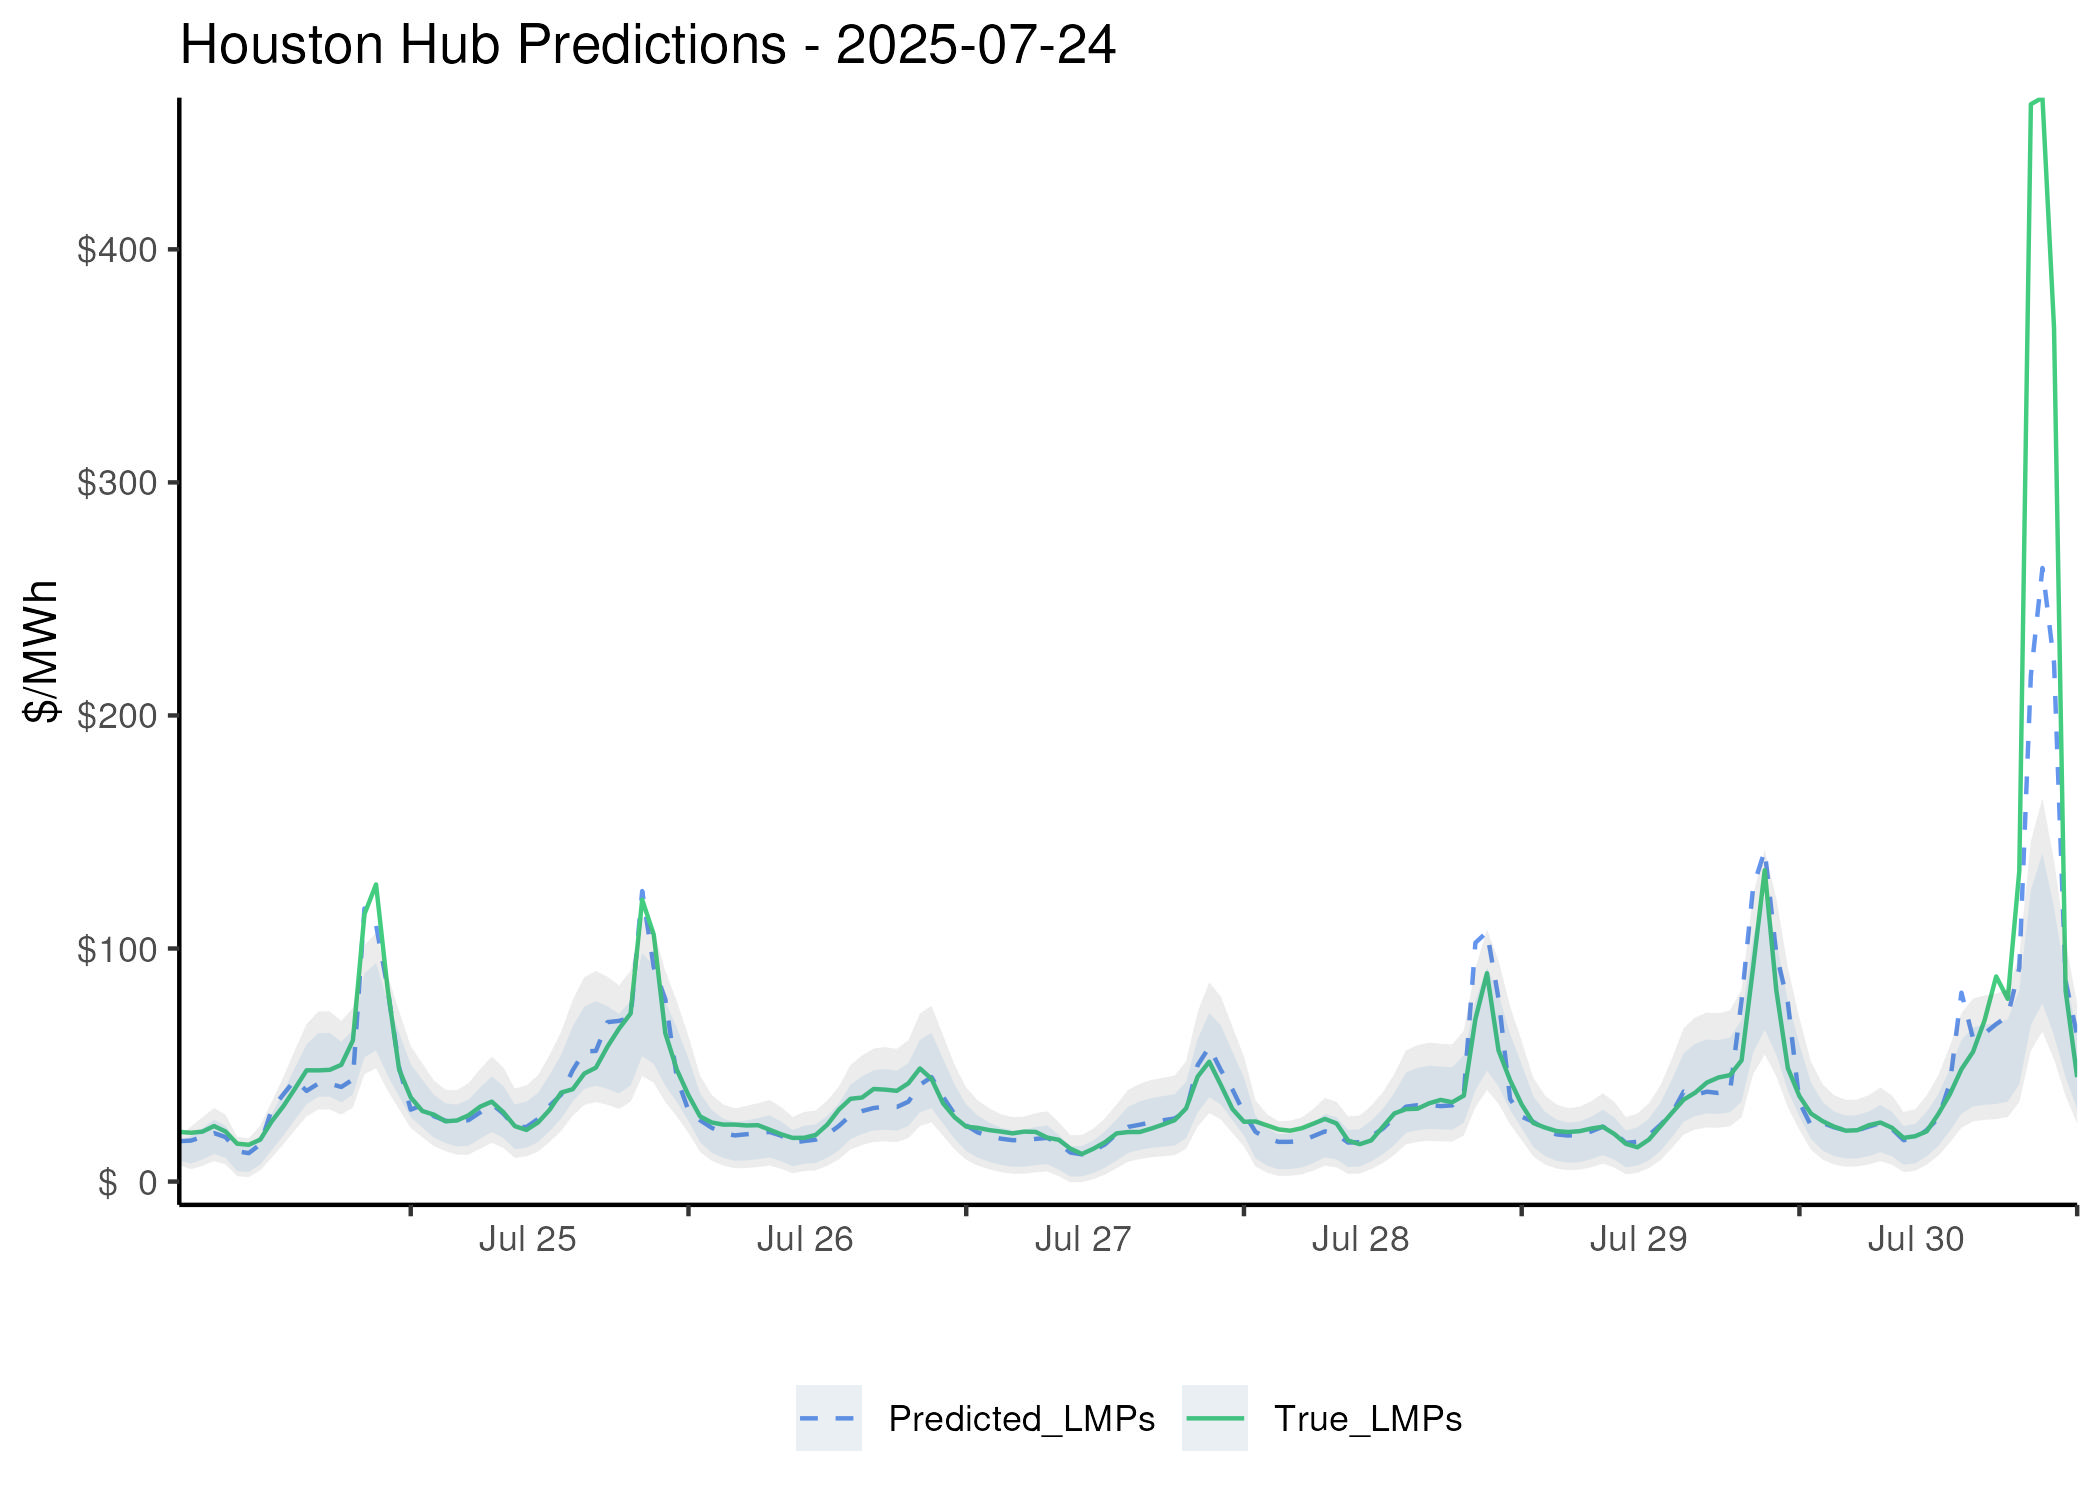 Houston Hub Predictions - 2025-07-24
$/MWh
$400
$300
$200
$100
$ 0
Jul 25 Jul 26 Jul 27 Jul 28 Jul 29 Jul 30
Predicted_LMPs True_LMPs